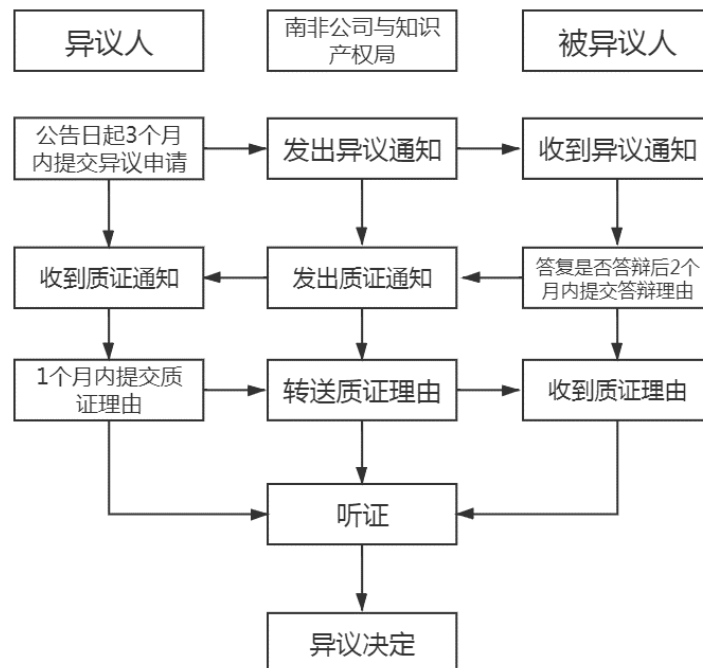 异议人
南非公司与知识
产权局
被异议人
公告日起3个月
内提交异议申请
发出异议通知
收到异议通知
收到质证通知
发出质证通知
答复是否答辩后2个
月内提交答辩理由
1个月内提交质
证理由
转送质证理由
收到质证理由
听证
异议决定